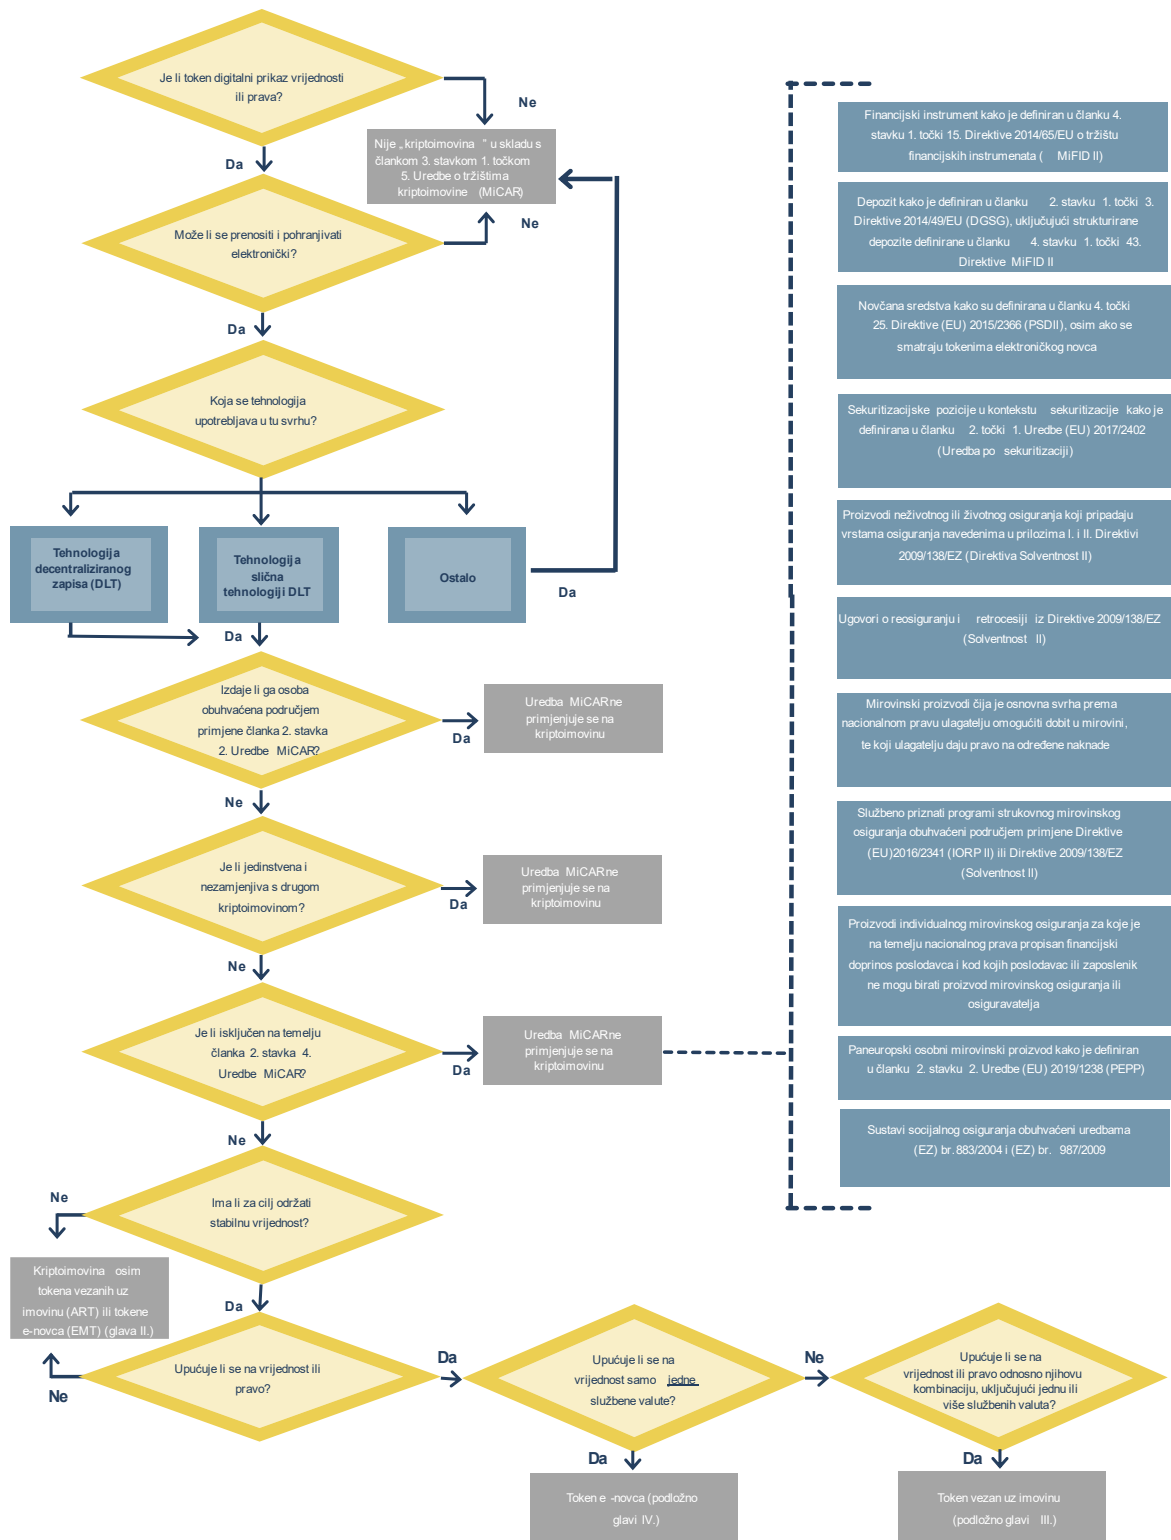 Je li token digitalni prikaz vrijednosti
ili prava?
Ne
Nije „kriptoimovina ” u skladu s
člankom 3. stavkom 1. točkom
5. Uredbe o tržištima
kriptoimovine (MiCAR)
Da
Može li se prenositi i pohranjivati
elektronički?
Ne
Da
Koja se tehnologija
upotrebljava u tu svrhu?
Tehnologija
decentraliziranog
zapisa (DLT)
Tehnologija
slična
tehnologiji DLT
Ostalo
Da
Da
Izdaje li ga osoba
obuhvaćena područjem
primjene članka 2. stavka
2. Uredbe MiCAR?
Da
Uredba MiCARne
primjenjuje se na
kriptoimovinu
Ne
Je li jedinstvena i
nezamjenjiva s drugom
kriptoimovinom?
Da
Uredba MiCARne
primjenjuje se na
kriptoimovinu
Ne
Je li isključen na temelju
članka 2. stavka 4.
Uredbe MiCAR?
Da
Uredba MiCARne
primjenjuje se na
kriptoimovinu
Ne
Ima li za cilj održati
stabilnu vrijednost?
Ne
Kriptoimovina osim
tokena vezanih uz
imovinu (ART) ili tokene
e-novca (EMT) (glava II.)
Da
Upućuje li se na vrijednost ili
pravo?
Ne
Da
Upućuje li se na
vrijednost samo jedne
službene valute?
Ne
Upućuje li se na
vrijednost ili pravo odnosno njihovu
kombinaciju, uključujući jednu ili
više službenih valuta?
Da
Token e -novca (podložno
glavi IV.)
Da
Token vezan uz imovinu
(podložno glavi III.)
Financijski instrument kako je definiran u članku 4.
stavku 1. točki 15. Direktive 2014/65/EU o tržištu
financijskih instrumenata ( MiFID II)
Depozit kako je definiran u članku 2. stavku 1. točki 3.
Direktive 2014/49/EU (DGSG), uključujući strukturirane
depozite definirane u članku 4. stavku 1. točki 43.
Direktive MiFID II
Novčana sredstva kako su definirana u članku 4. točki
25. Direktive (EU) 2015/2366 (PSDII), osim ako se
smatraju tokenima elektroničkog novca
Sekuritizacijske pozicije u kontekstu sekuritizacije kako je
definirana u članku 2. točki 1. Uredbe (EU) 2017/2402
(Uredba po sekuritizaciji)
Proizvodi neživotnog ili životnog osiguranja koji pripadaju
vrstama osiguranja navedenima u prilozima I. i II. Direktivi
2009/138/EZ (Direktiva Solventnost II)
Ugovori o reosiguranju i retrocesiji iz Direktive 2009/138/EZ
(Solventnost II)
Mirovinski proizvodi čija je osnovna svrha prema
nacionalnom pravu ulagatelju omogućiti dobit u mirovini,
te koji ulagatelju daju pravo na određene naknade
Službeno priznati programi strukovnog mirovinskog
osiguranja obuhvaćeni područjem primjene Direktive
(EU)2016/2341 (IORP II) ili Direktive 2009/138/EZ
(Solventnost II)
Proizvodi individualnog mirovinskog osiguranja za koje je
na temelju nacionalnog prava propisan financijski
doprinos poslodavca i kod kojih poslodavac ili zaposlenik
ne mogu birati proizvod mirovinskog osiguranja ili
osiguravatelja
Paneuropski osobni mirovinski proizvod kako je definiran
u članku 2. stavku 2. Uredbe (EU) 2019/1238 (PEPP)
Sustavi socijalnog osiguranja obuhvaćeni uredbama
(EZ) br. 883/2004 i (EZ) br. 987/2009